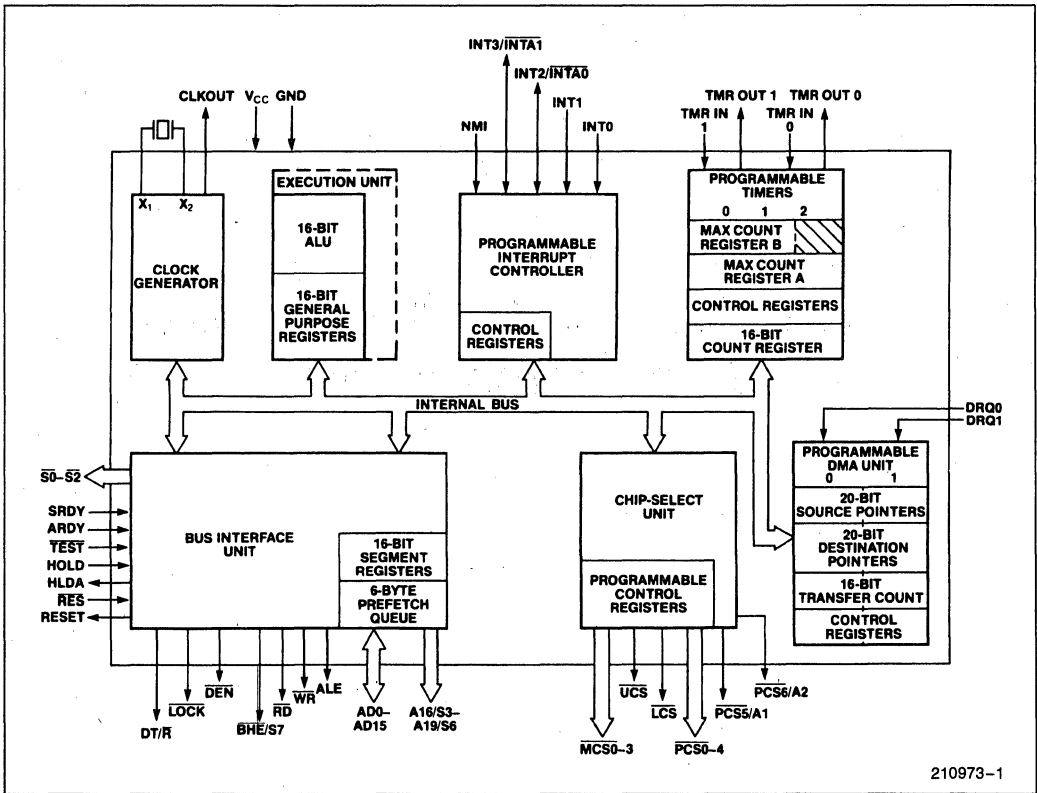 INT3/INTA1
INT2/INTA0
CLKOUT VCC GND
INT1
NMI
INT0
TMR OUT 1 TMR OUT 0
TMR IN 1
TMR IN 0
X1 X2
CLOCK
GENERATOR
EXECUTION UNIT
16-BIT
ALU
16-BIT
GENERAL
PURPOSE
REGISTERS
PROGRAMMABLE
INTERRUPT
CONTROLLER
CONTROL
REGISTERS
PROGRAMMABLE
TIMERS
0 1 2
MAX COUNT
REGISTER B
MAX COUNT
REGISTER A
CONTROL REGISTERS
16-BIT
COUNT REGISTER
INTERNAL BUS
DRQ0
DRQ1
S0–S2
SRDY
ARDY
TEST
HOLD
HLDA
RES
RESET
BUS INTERFACE
UNIT
16-BIT
SEGMENT
REGISTERS
6-BYTE
PREFETCH
QUEUE
CHIP-SELECT
UNIT
PROGRAMMABLE
CONTROL
REGISTERS
PROGRAMMABLE
DMA UNIT
0 1
20-BIT
SOURCE POINTERS
20-BIT
DESTINATION
POINTERS
16-BIT
TRANSFER COUNT
CONTROL
REGISTERS
DT/R
LOCK
DEN
BHE/S7
RD
WR
ALE
AD0–
AD15
A16/S3–
A19/S6
MCS0–3
UCS
LCS
PCS0–4
PCS5/A1
PCS6/A2
210973–1